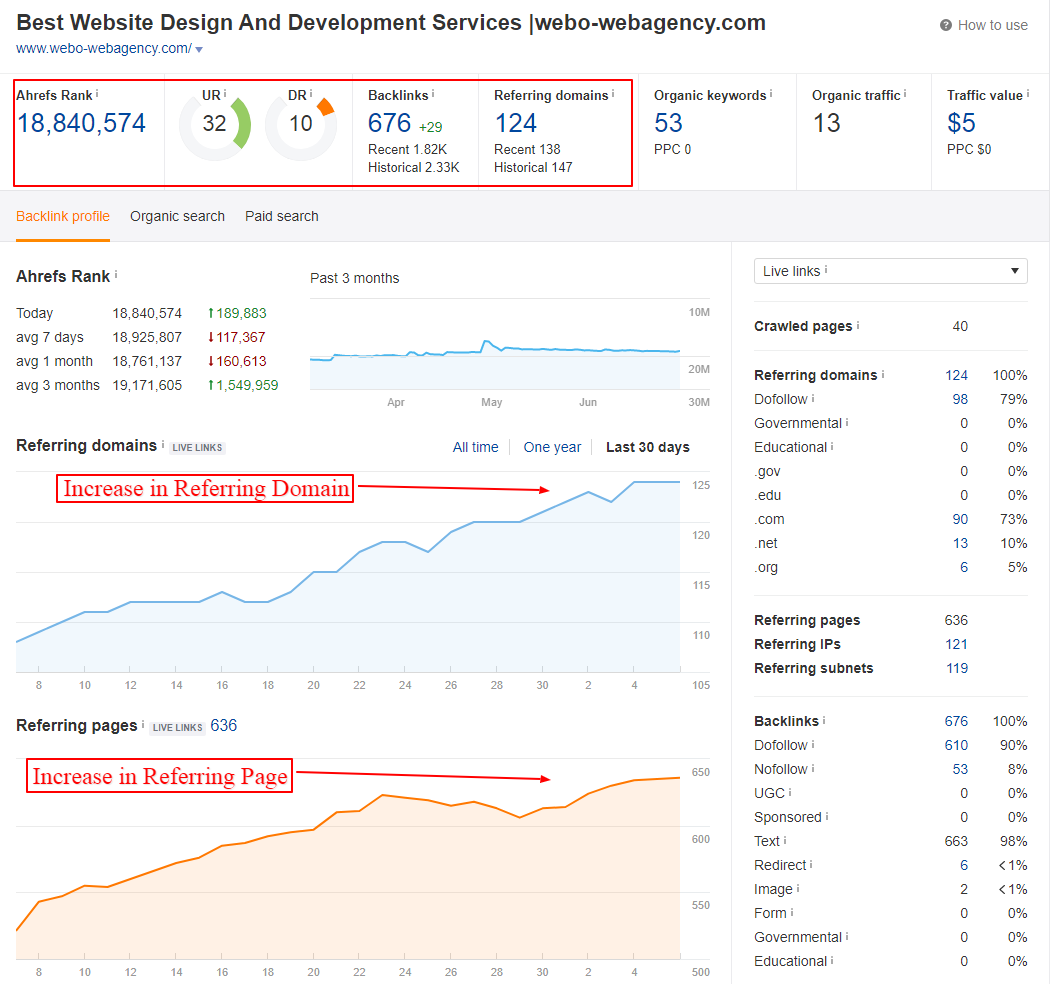 Best Website Design And Development Services |webo-webagency.com
How to use
www.webo-webagency.com/
Ahrefs Rank
18,840,574
UR
32
DR
10
Backlinks
676 +29
Recent 1.82K
Historical 2.33K
Referring domains
124
Recent 138
Historical 147
Organic keywords
53
PPC 0
Organic traffic
13
Traffic value
$5
PPC $0
Backlink profile Organic search Paid search
Ahrefs Rank
Today 18,840,574 ↑189,883
avg 7 days 18,925,807 ↓117,367
avg 1 month 18,761,137 ↓160,613
avg 3 months 19,171,605 ↑1,549,959
Past 3 months
10M
20M
30M
Apr May Jun
Referring domains LIVE LINKS
All time One year Last 30 days
Increase in Referring Domain
125
120
115
110
105
8 10 12 14 16 18 20 22 24 26 28 30 2 4
Referring pages LIVE LINKS 636
Increase in Referring Page
650
600
550
500
8 10 12 14 16 18 20 22 24 26 28 30 2 4
Live links
Crawled pages 40
Referring domains 124 100%
Dofollow 98 79%
Governmental 0 0%
Educational 0 0%
.gov 0 0%
.edu 0 0%
.com 90 73%
.net 13 10%
.org 6 5%
Referring pages 636
Referring IPs 121
Referring subnets 119
Backlinks 676 100%
Dofollow 610 90%
Nofollow 53 8%
UGC 0 0%
Sponsored 0 0%
Text 663 98%
Redirect 6 <1%
Image 2 <1%
Form 0 0%
Governmental 0 0%
Educational 0 0%